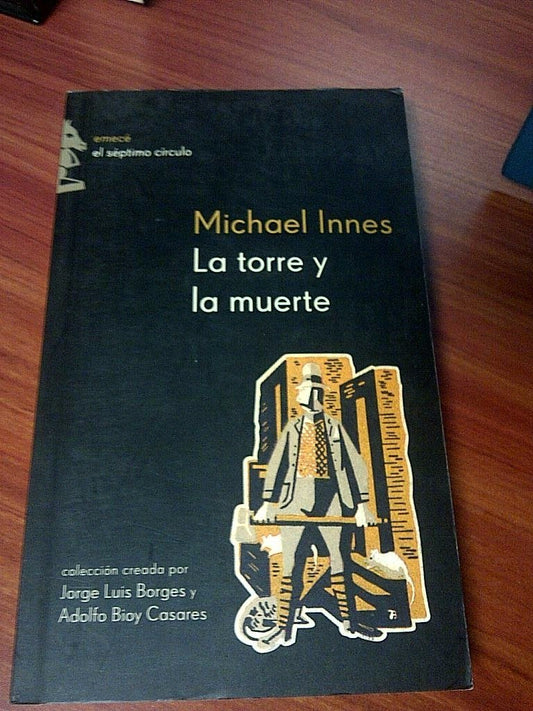 emecé
el séptimo círculo
Michael Innes
La torre y
la muerte
colección creada por
Jorge Luis Borges y
Adolfo Bioy Casares